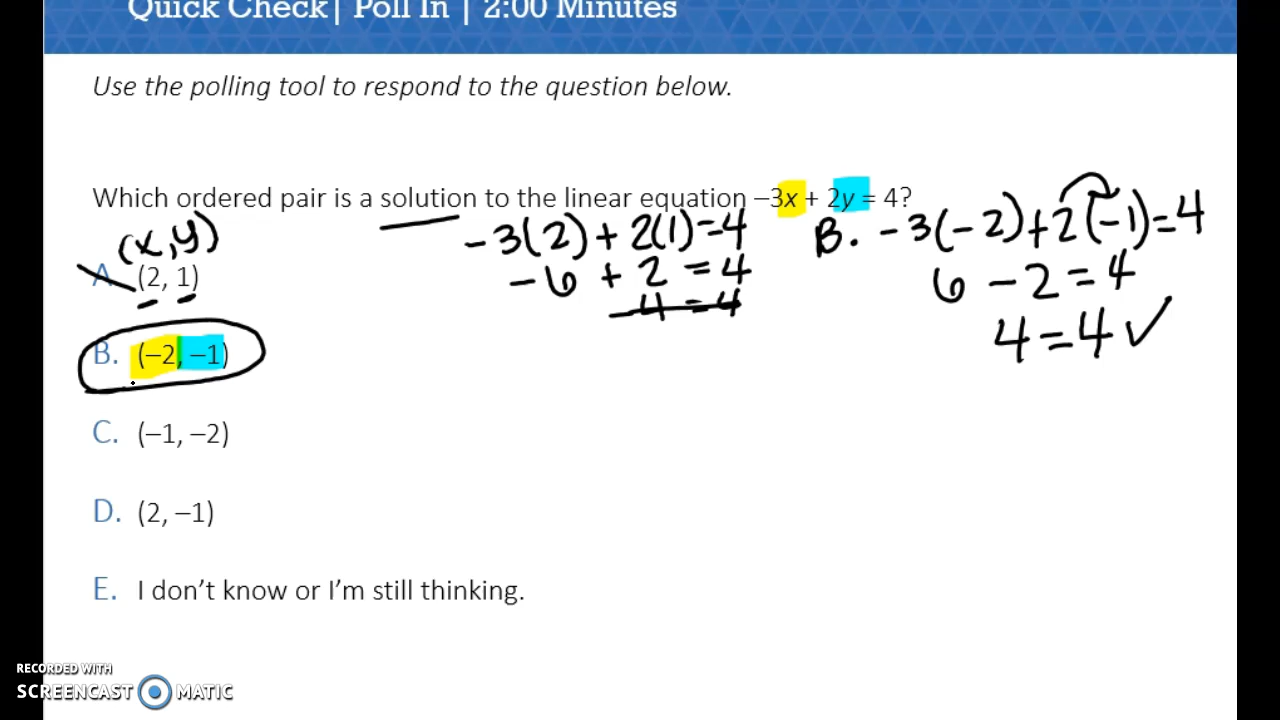 Quick Check| Poll In | 2:00 Minutes
Use the polling tool to respond to the question below.
Which ordered pair is a solution to the linear equation –3x + 2y = 4?
(x,y)
A. (2, 1)
-3(2) + 2(1) = 4
-6 + 2 = 4
-4 = 4
B. -3(-2) + 2(-1) = 4
6 - 2 = 4
4 = 4 ✓
B. (–2, –1)
C. (–1, –2)
D. (2, –1)
E. I don’t know or I’m still thinking.
RECORDED WITH
SCREENCAST MATIC